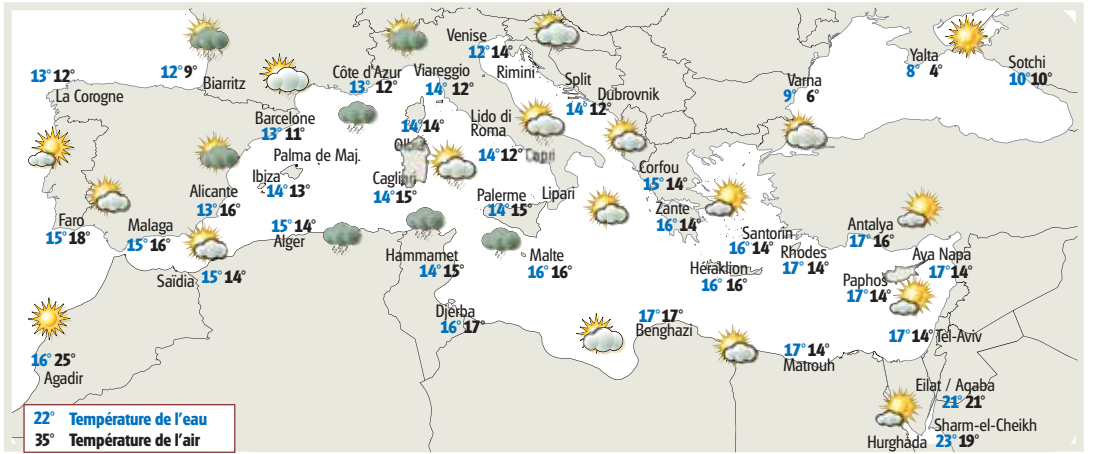 Venise
12° 14°
Rimini
Yalta
8° 4°
Sotchi
10° 10°
13° 12°
La Corogne
12° 9°
Biarritz
Côte d'Azur
13° 12°
Viareggio
14° 12°
Split
14° 12°
Dubrovnik
Varna
9° 6°
Barcelone
13° 11°
14° 14°
Lido di
Roma
14° 12°
Capri
Palma de Maj.
Ibiza
14° 13°
Cagliari
14° 15°
Corfou
15° 14°
Alicante
13° 16°
Palerme
14° 15°
Lipari
Zante
16° 14°
Faro
15° 18°
Malaga
15° 16°
15° 14°
Alger
Santorin
16° 14°
Antalya
17° 16°
Saïdia
15° 14°
Hammamet
14° 15°
Malte
16° 16°
Héraklion
16° 16°
Rhodes
17° 14°
Aya Napa
17° 14°
Paphos
17° 14°
Djerba
16° 17°
17° 17°
Benghazi
17° 14°
Matrouh
17° 14° Tel-Aviv
16° 25°
Agadir
Eilat / Aqaba
21° 21°
Sharm-el-Cheikh
Hurghada
23° 19°
22° Température de l'eau
35° Température de l'air